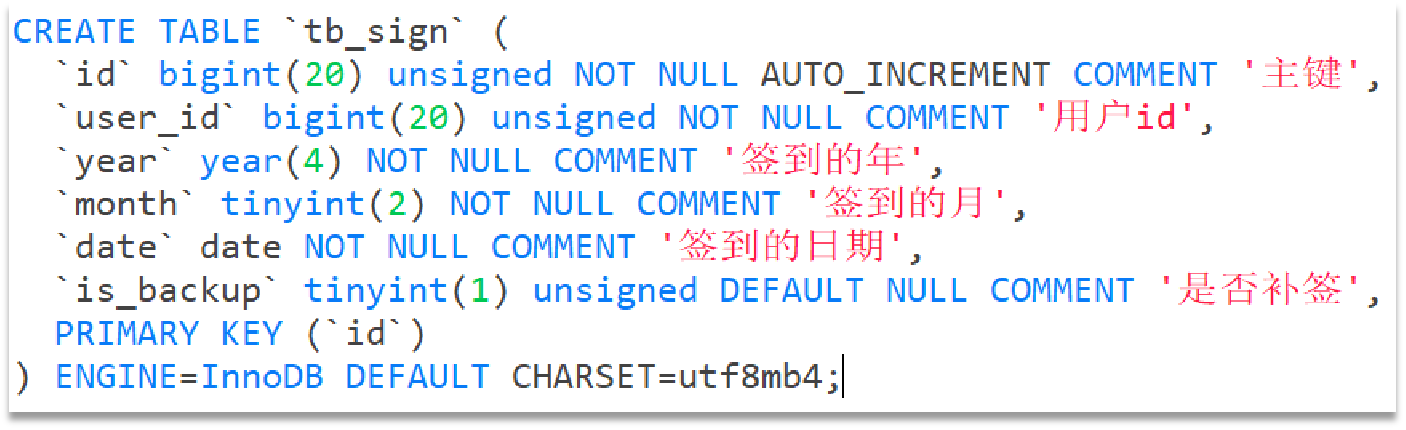 CREATE TABLE `tb_sign` (
  `id` bigint(20) unsigned NOT NULL AUTO_INCREMENT COMMENT '主键',
  `user_id` bigint(20) unsigned NOT NULL COMMENT '用户id',
  `year` year(4) NOT NULL COMMENT '签到的年',
  `month` tinyint(2) NOT NULL COMMENT '签到的月',
  `date` date NOT NULL COMMENT '签到的日期',
  `is_backup` tinyint(1) unsigned DEFAULT NULL COMMENT '是否补签',
  PRIMARY KEY (`id`)
) ENGINE=InnoDB DEFAULT CHARSET=utf8mb4;